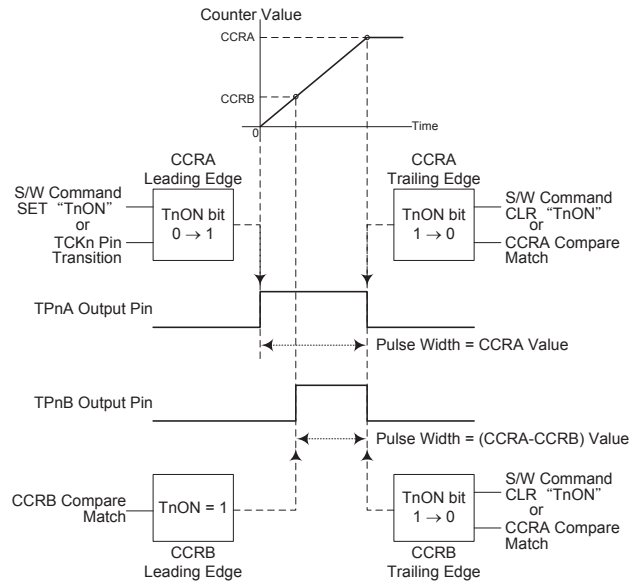 Counter Value
CCRA
CCRB
0
Time
CCRA
Leading Edge
S/W Command
SET “TnON”
or
TCKn Pin
Transition
TnON bit
0 → 1
CCRA
Trailing Edge
TnON bit
1 → 0
S/W Command
CLR “TnON”
or
CCRA Compare
Match
TPnA Output Pin
Pulse Width = CCRA Value
TPnB Output Pin
Pulse Width = (CCRA-CCRB) Value
CCRB Compare
Match
TnON = 1
CCRB
Leading Edge
TnON bit
1 → 0
CCRB
Trailing Edge
S/W Command
CLR “TnON”
or
CCRA Compare
Match